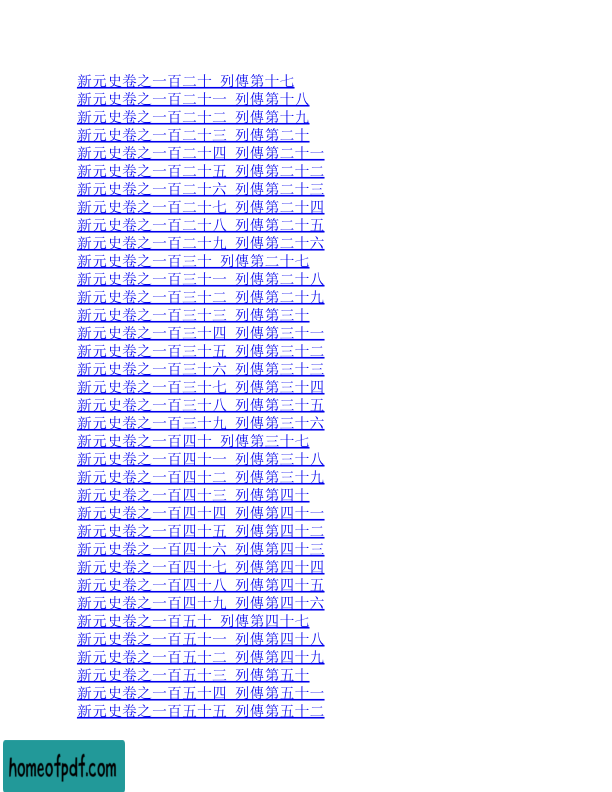 新元史卷之一百二十 列傳第十七
新元史卷之一百二十一 列傳第十八
新元史卷之一百二十二 列傳第十九
新元史卷之一百二十三 列傳第二十
新元史卷之一百二十四 列傳第二十一
新元史卷之一百二十五 列傳第二十二
新元史卷之一百二十六 列傳第二十三
新元史卷之一百二十七 列傳第二十四
新元史卷之一百二十八 列傳第二十五
新元史卷之一百二十九 列傳第二十六
新元史卷之一百三十 列傳第二十七
新元史卷之一百三十一 列傳第二十八
新元史卷之一百三十二 列傳第二十九
新元史卷之一百三十三 列傳第三十
新元史卷之一百三十四 列傳第三十一
新元史卷之一百三十五 列傳第三十二
新元史卷之一百三十六 列傳第三十三
新元史卷之一百三十七 列傳第三十四
新元史卷之一百三十八 列傳第三十五
新元史卷之一百三十九 列傳第三十六
新元史卷之一百四十 列傳第三十七
新元史卷之一百四十一 列傳第三十八
新元史卷之一百四十二 列傳第三十九
新元史卷之一百四十三 列傳第四十
新元史卷之一百四十四 列傳第四十一
新元史卷之一百四十五 列傳第四十二
新元史卷之一百四十六 列傳第四十三
新元史卷之一百四十七 列傳第四十四
新元史卷之一百四十八 列傳第四十五
新元史卷之一百四十九 列傳第四十六
新元史卷之一百五十 列傳第四十七
新元史卷之一百五十一 列傳第四十八
新元史卷之一百五十二 列傳第四十九
新元史卷之一百五十三 列傳第五十
新元史卷之一百五十四 列傳第五十一
新元史卷之一百五十五 列傳第五十二
homeofpdf.com